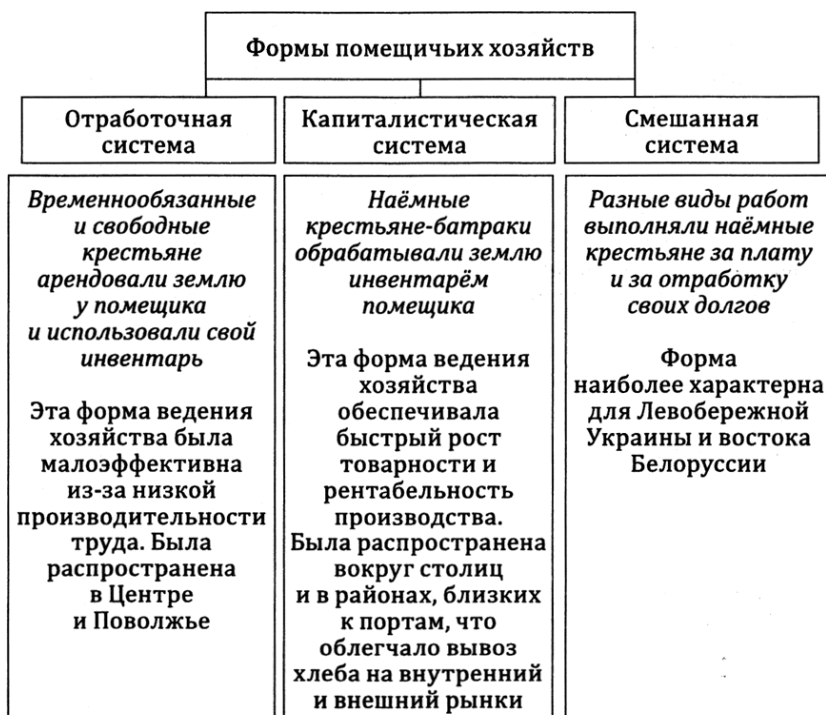 Формы помещичьих хозяйств
Отработочная
система
Временнообязанные
и свободные
крестьяне
арендовали землю
у помещика
и использовали свой
инвентарь
Эта форма ведения
хозяйства была
малоэффективна
из-за низкой
производительности
труда. Была
распространена
в Центре
и Поволжье
Капиталистическая
система
Наёмные
крестьяне-батраки
обрабатывали землю
инвентарём
помещика
Эта форма ведения
хозяйства
обеспечивала
быстрый рост
товарности и
рентабельность
производства.
Была распространена
вокруг столиц
и в районах, близких
к портам, что
облегчало вывоз
хлеба на внутренний
и внешний рынки
Смешанная
система
Разные виды работ
выполняли наёмные
крестьяне за плату
и за отработку
своих долгов
Форма
наиболее характерна
для Левобережной
Украины и востока
Белоруссии